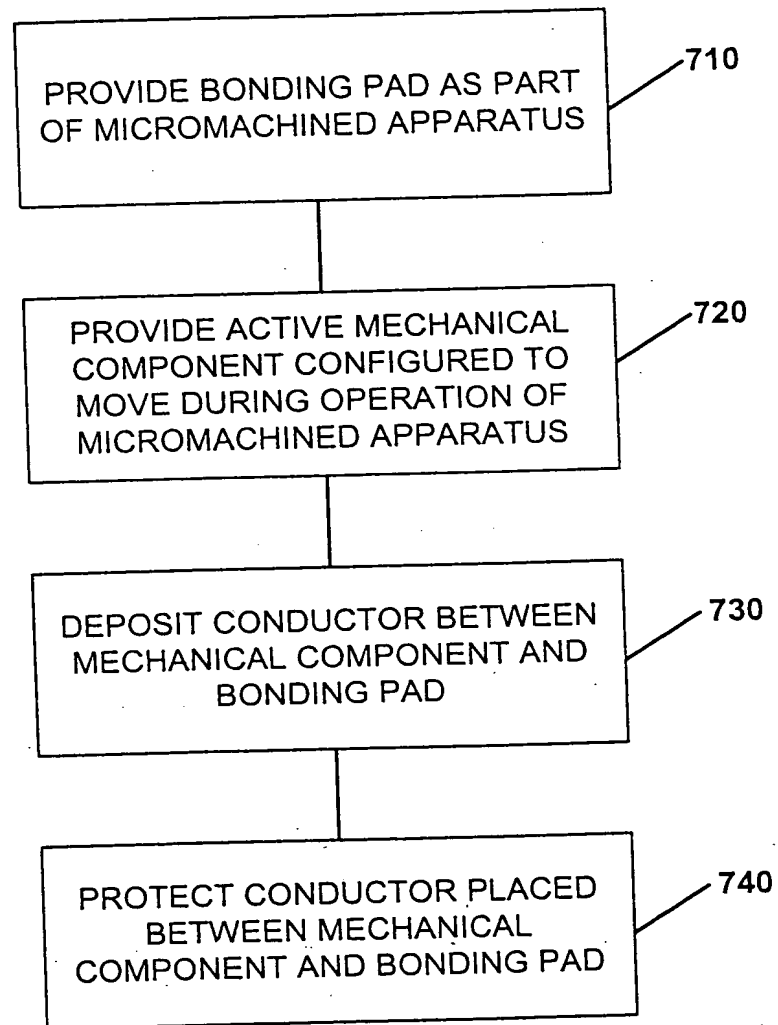 PROVIDE BONDING PAD AS PART
OF MICROMACHINED APPARATUS
710
PROVIDE ACTIVE MECHANICAL
COMPONENT CONFIGURED TO
MOVE DURING OPERATION OF
MICROMACHINED APPARATUS
720
DEPOSIT CONDUCTOR BETWEEN
MECHANICAL COMPONENT AND
BONDING PAD
730
PROTECT CONDUCTOR PLACED
BETWEEN MECHANICAL
COMPONENT AND BONDING PAD
740